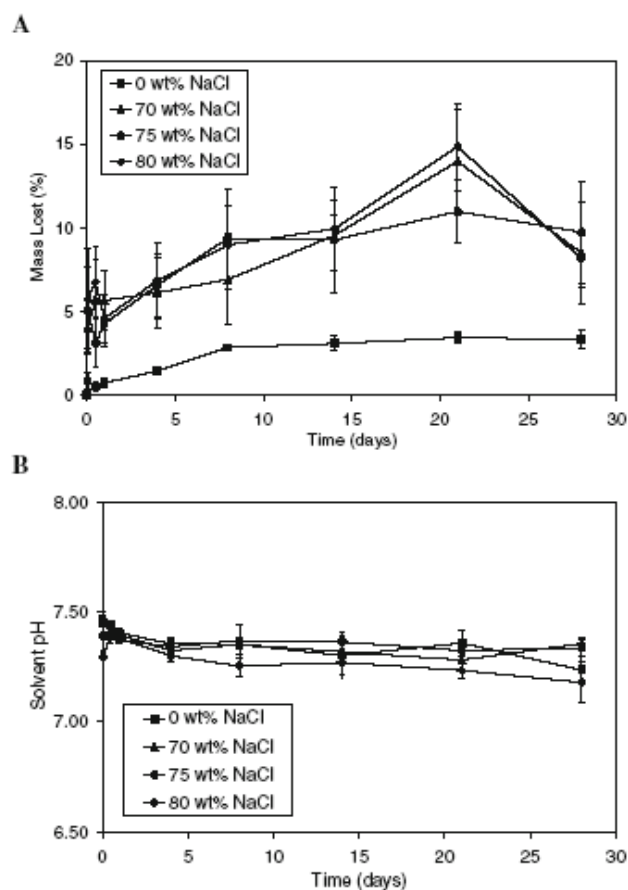 A
20
15
10
5
0
Mass Lost (%)
0 wt% NaCl
70 wt% NaCl
75 wt% NaCl
80 wt% NaCl
0 5 10 15 20 25 30
Time (days)
B
8.00
7.50
7.00
6.50
Solvent pH
0 wt% NaCl
70 wt% NaCl
75 wt% NaCl
80 wt% NaCl
0 5 10 15 20 25 30
Time (days)